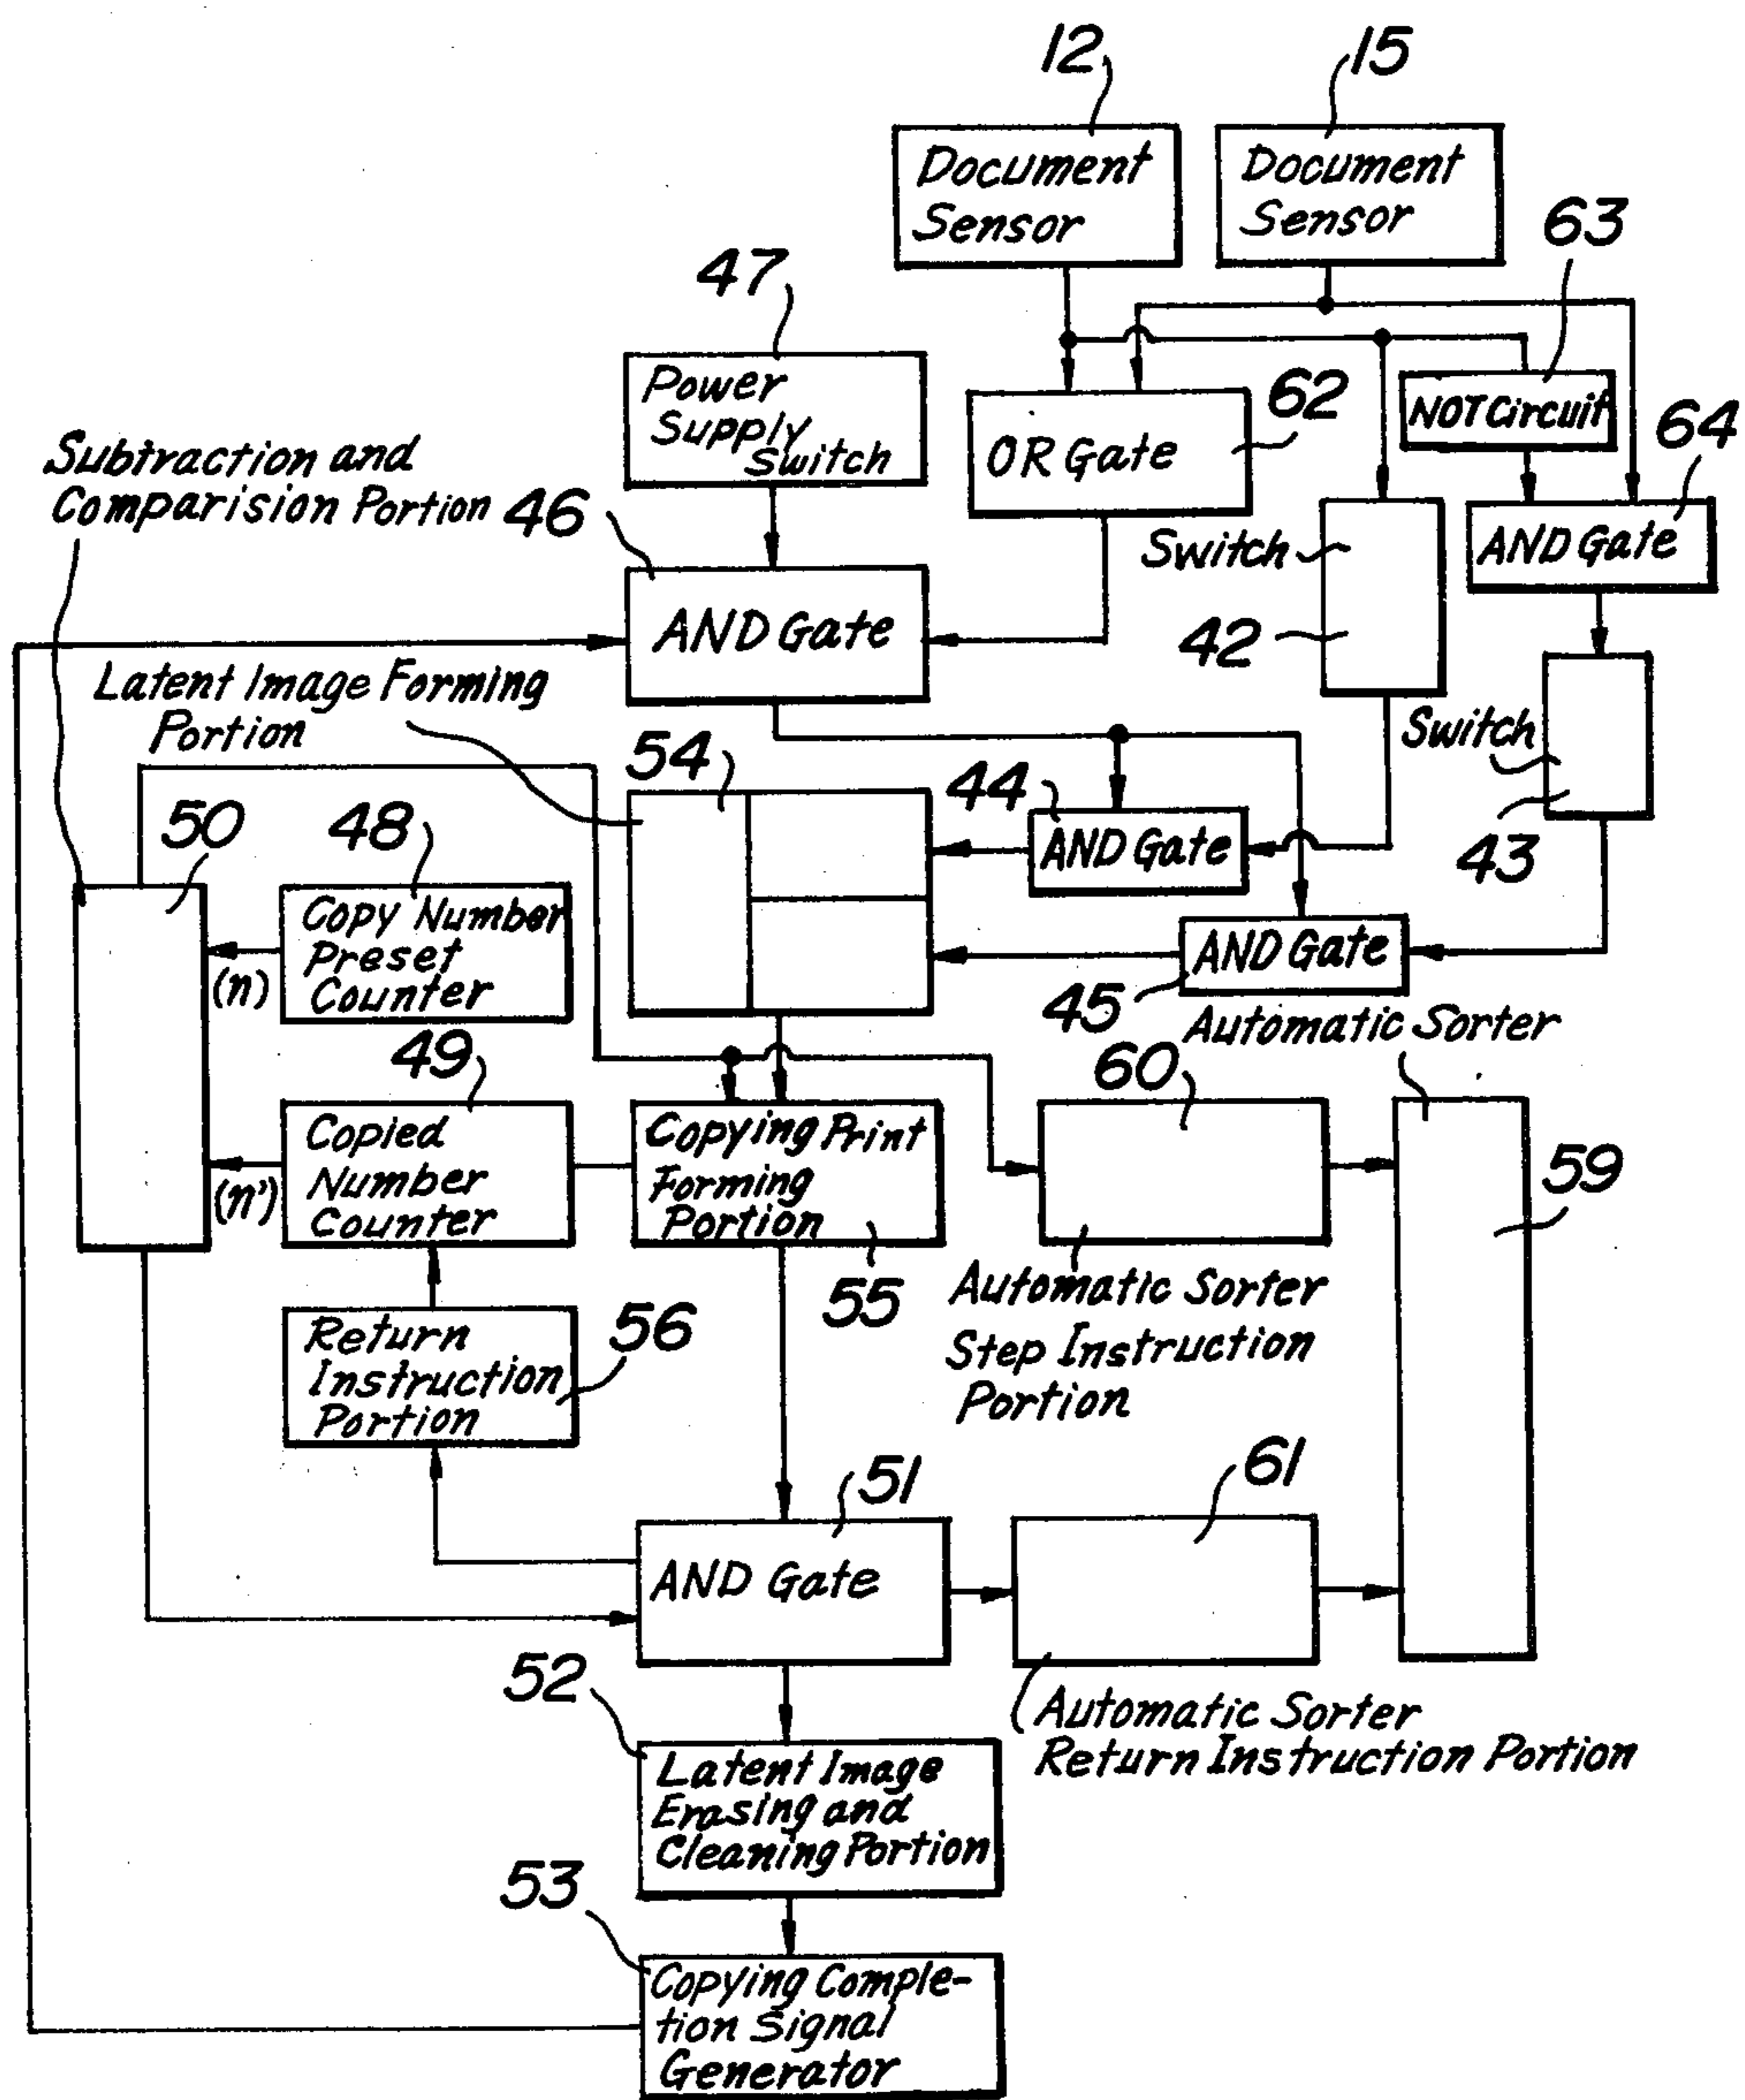 12
15
Document
Sensor
Document
Sensor
63
47
Power
Supply
Switch
OR Gate
62
NOT Circuit
64
Subtraction and
Comparision Portion
46
Switch
AND Gate
AND Gate
42
Latent Image Forming
Portion
Switch
54
44
AND Gate
43
50
48
Copy Number
Preset
Counter
(n)
AND Gate
45
Automatic Sorter
49
60
Copied
Number
Counter
(n')
Copying Print
Forming
Portion
59
55
Automatic Sorter
Step Instruction
Portion
Return
Instruction
Portion
56
51
61
AND Gate
52
Automatic Sorter
Return Instruction Portion
Latent Image
Erasing and
Cleaning Portion
53
Copying Comple-
tion Signal
Generator